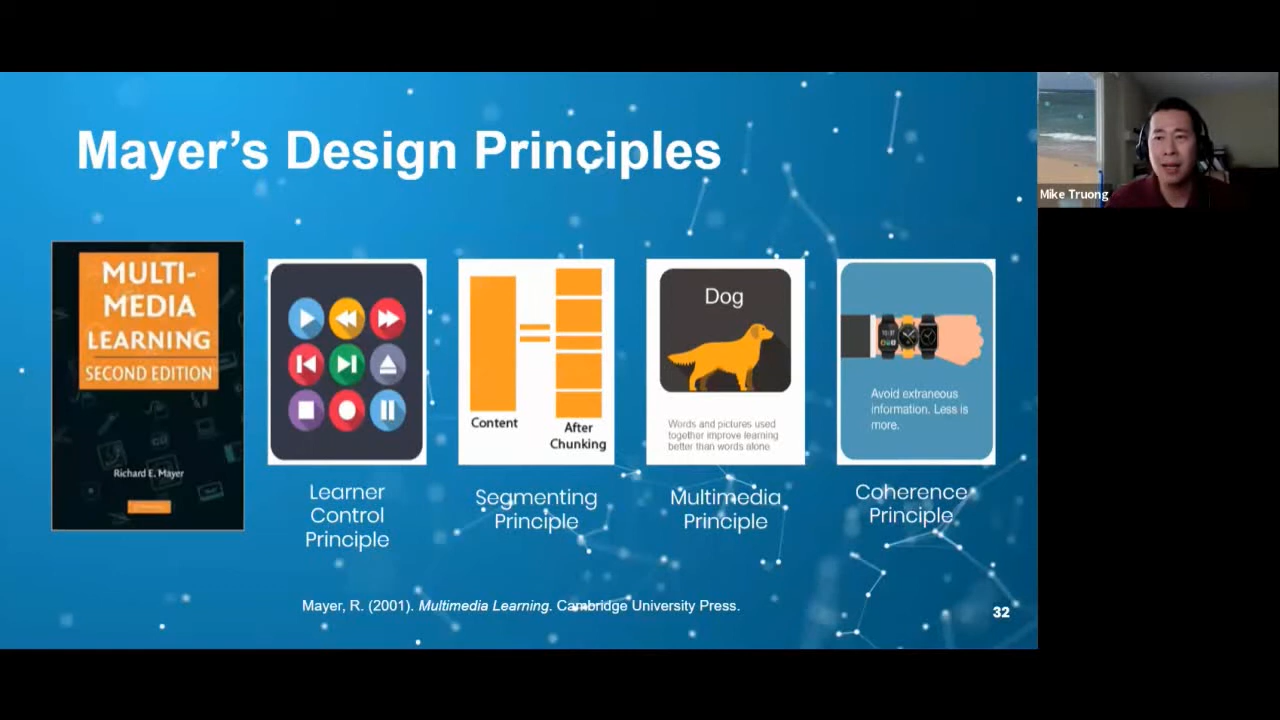 Mayer's Design Principles
MULTI-
MEDIA
LEARNING
SECOND EDITION
Richard E. Mayer
Learner
Control
Principle
Content
After
Chunking
Segmenting
Principle
Dog
Words and pictures used
together improve learning
better than words alone
Multimedia
Principle
10:37
Avoid extraneous
information. Less is
more.
Coherence
Principle
Mayer, R. (2001). Multimedia Learning. Cambridge University Press.
32
Mike Truong